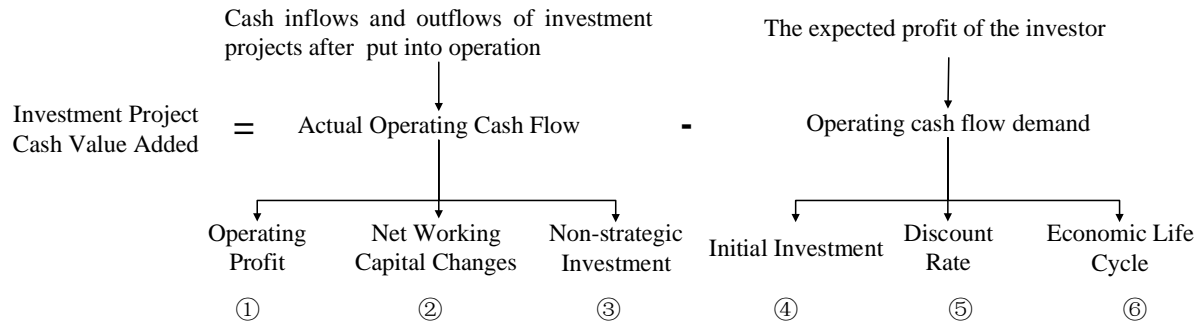 Cash inflows and outflows of investment
projects after put into operation
The expected profit of the investor
Investment Project
Cash Value Added
=
Actual Operating Cash Flow
-
Operating cash flow demand
Operating
Profit
Net Working
Capital Changes
Non-strategic
Investment
Initial Investment
Discount
Rate
Economic Life
Cycle
① ② ③ ④ ⑤ ⑥